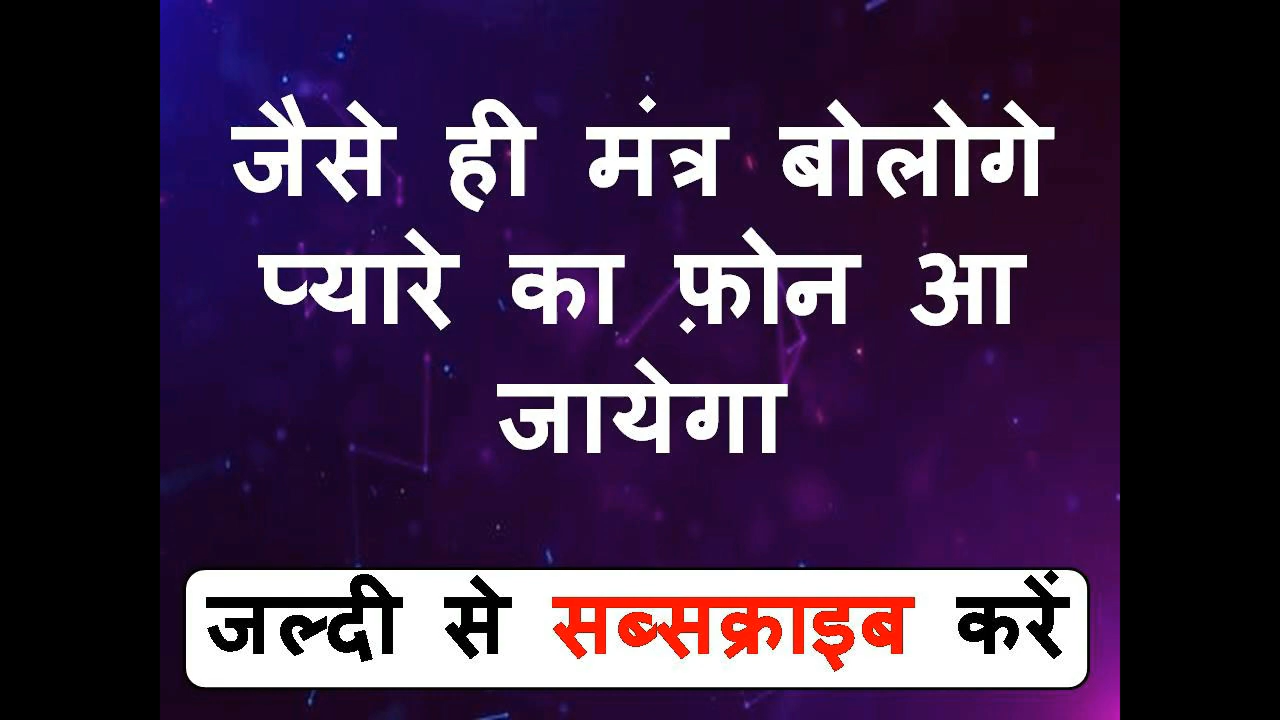 जैसे ही मंत्र बोलोगे
प्यारे का फ़ोन आ
जायेगा
जल्दी से सब्सक्राइब करें